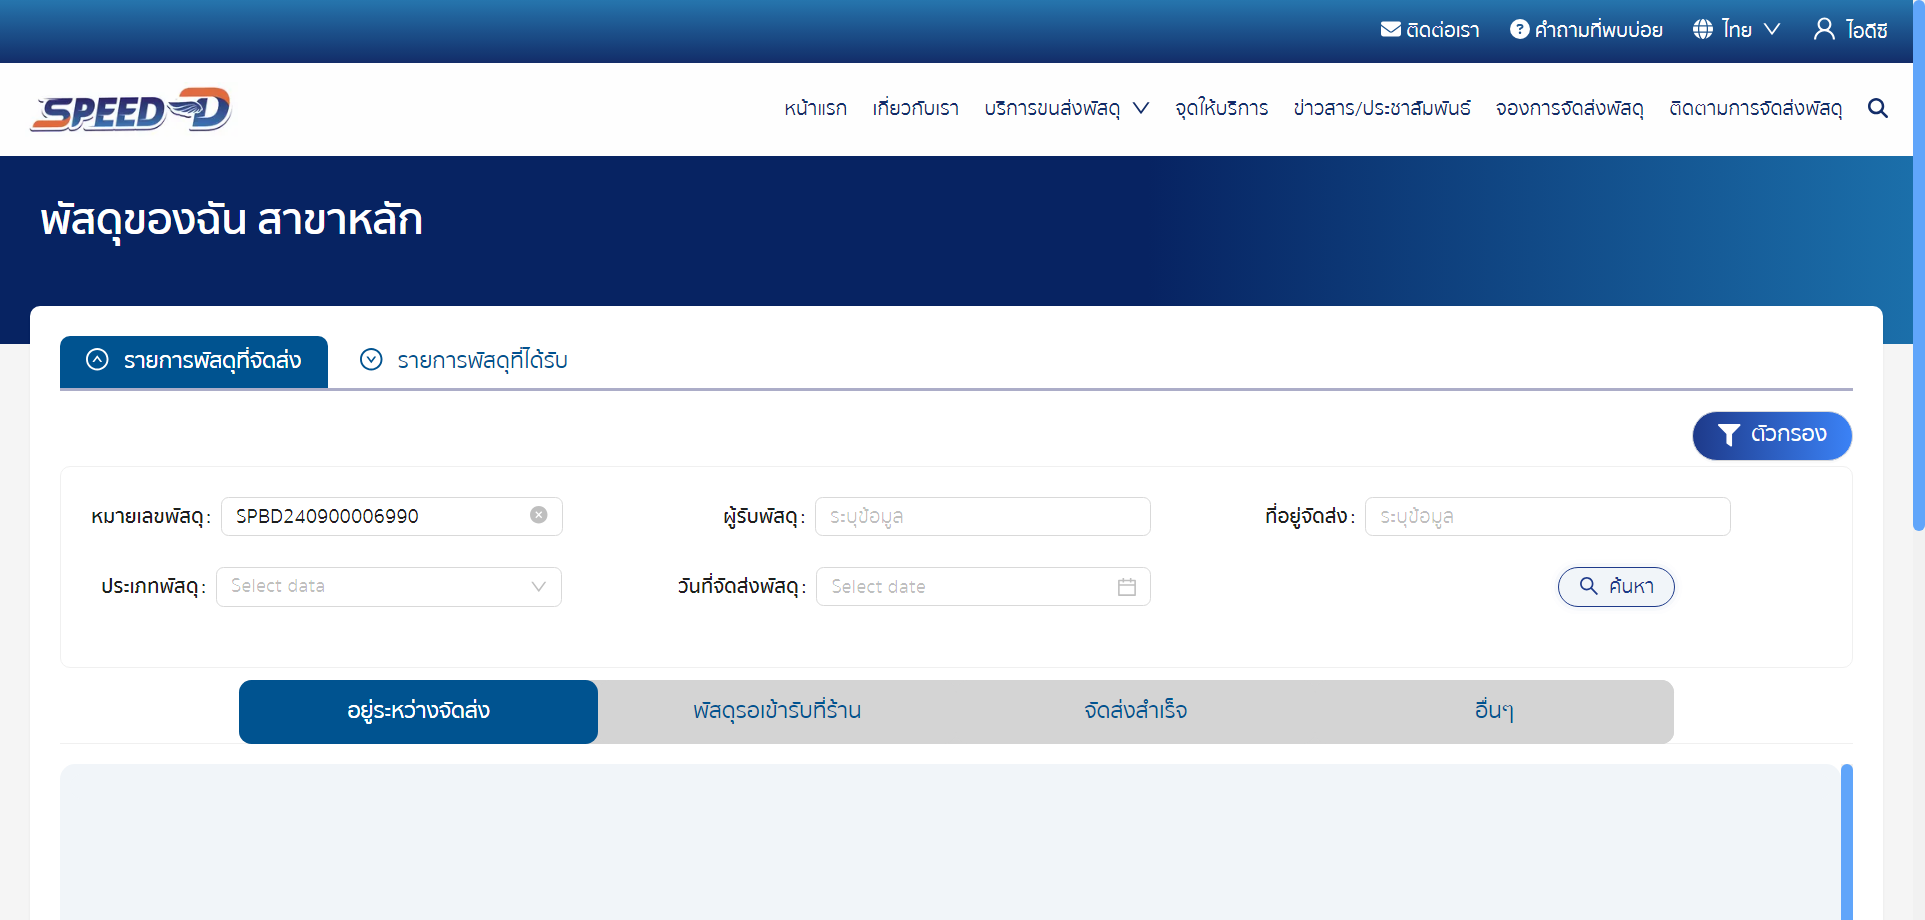 ติดต่อเรา คำถามที่พบบ่อย ไทย ไอดีซี
SPEED-D
หน้าแรก เกี่ยวกับเรา บริการขนส่งพัสดุ จุดให้บริการ ข่าวสาร/ประชาสัมพันธ์ จองการจัดส่งพัสดุ ติดตามการจัดส่งพัสดุ
พัสดุของฉัน สาขาหลัก
รายการพัสดุที่จัดส่ง รายการพัสดุที่ได้รับ
ตัวกรอง
หมายเลขพัสดุ: SPBD240900006990 ผู้รับพัสดุ: ระบุข้อมูล ที่อยู่จัดส่ง: ระบุข้อมูล
ประเภทพัสดุ: Select data วันที่จัดส่งพัสดุ: Select date ค้นหา
อยู่ระหว่างจัดส่ง พัสดุรอเข้ารับที่ร้าน จัดส่งสำเร็จ อื่นๆ